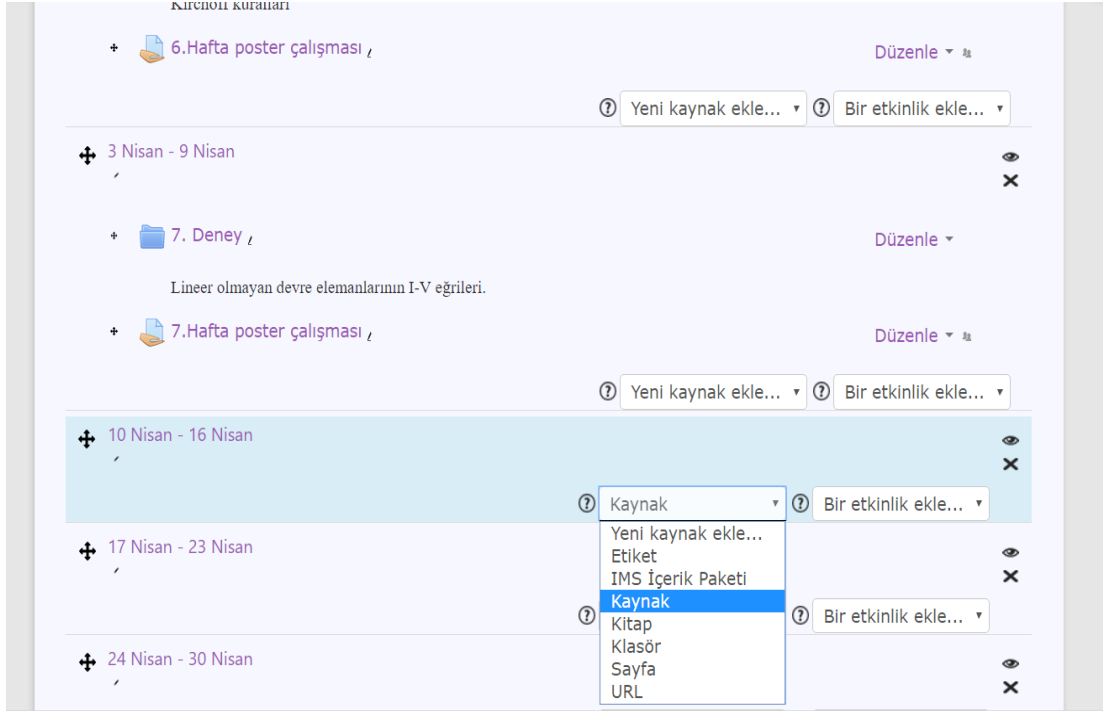 Kirchoff kuralları
6.Hafta poster çalışması
Düzenle
Yeni kaynak ekle... Bir etkinlik ekle...
3 Nisan - 9 Nisan
7. Deney
Düzenle
Lineer olmayan devre elemanlarının I-V eğrileri.
7.Hafta poster çalışması
Düzenle
Yeni kaynak ekle... Bir etkinlik ekle...
10 Nisan - 16 Nisan
Kaynak Bir etkinlik ekle...
Yeni kaynak ekle...
Etiket
IMS İçerik Paketi
Kaynak
Kitap
Klasör
Sayfa
URL
17 Nisan - 23 Nisan
Bir etkinlik ekle...
24 Nisan - 30 Nisan